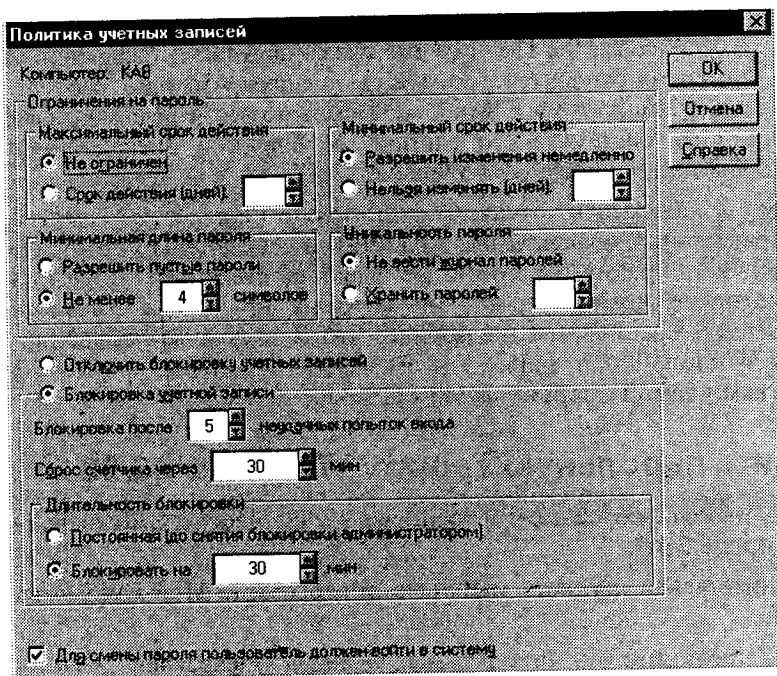 Политика учетных записей
Компьютер: KAB
OK
Отмена
Справка
Ограничения на пароль
Максимальный срок действия
Не ограничен
Срок действия (дней):
Минимальный срок действия
Разрешить изменения немедленно
Нельзя изменять (дней):
Минимальная длина пароля
Разрешить пустые пароли
Не менее 4 символов
Уникальность пароля
Не вести журнал паролей
Хранить паролей:
Отключить блокировку учетных записей
Блокировка учетной записи
Блокировка после 5 неудачных попыток входа
Сброс счетчика через 30 мин
Длительность блокировки
Постоянная (до снятия блокировки администратором)
Блокировать на 30 мин
Для смены пароля пользователь должен войти в систему